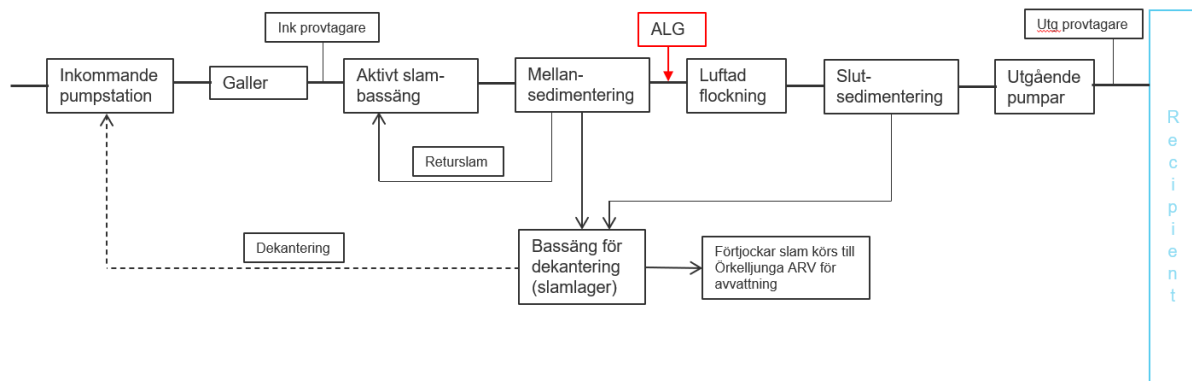 Ink provtagare
ALG
Utg provtagare
Inkommande
pumpstation
Galler
Aktivt slam-
bassäng
Mellan-
sedimentering
Luftad
flockning
Slut-
sedimentering
Utgående
pumpar
Recipient
Returslam
Dekantering
Bassäng för
dekantering
(slamlager)
Förtjockar slam körs till
Örkelljunga ARV för
avvattning